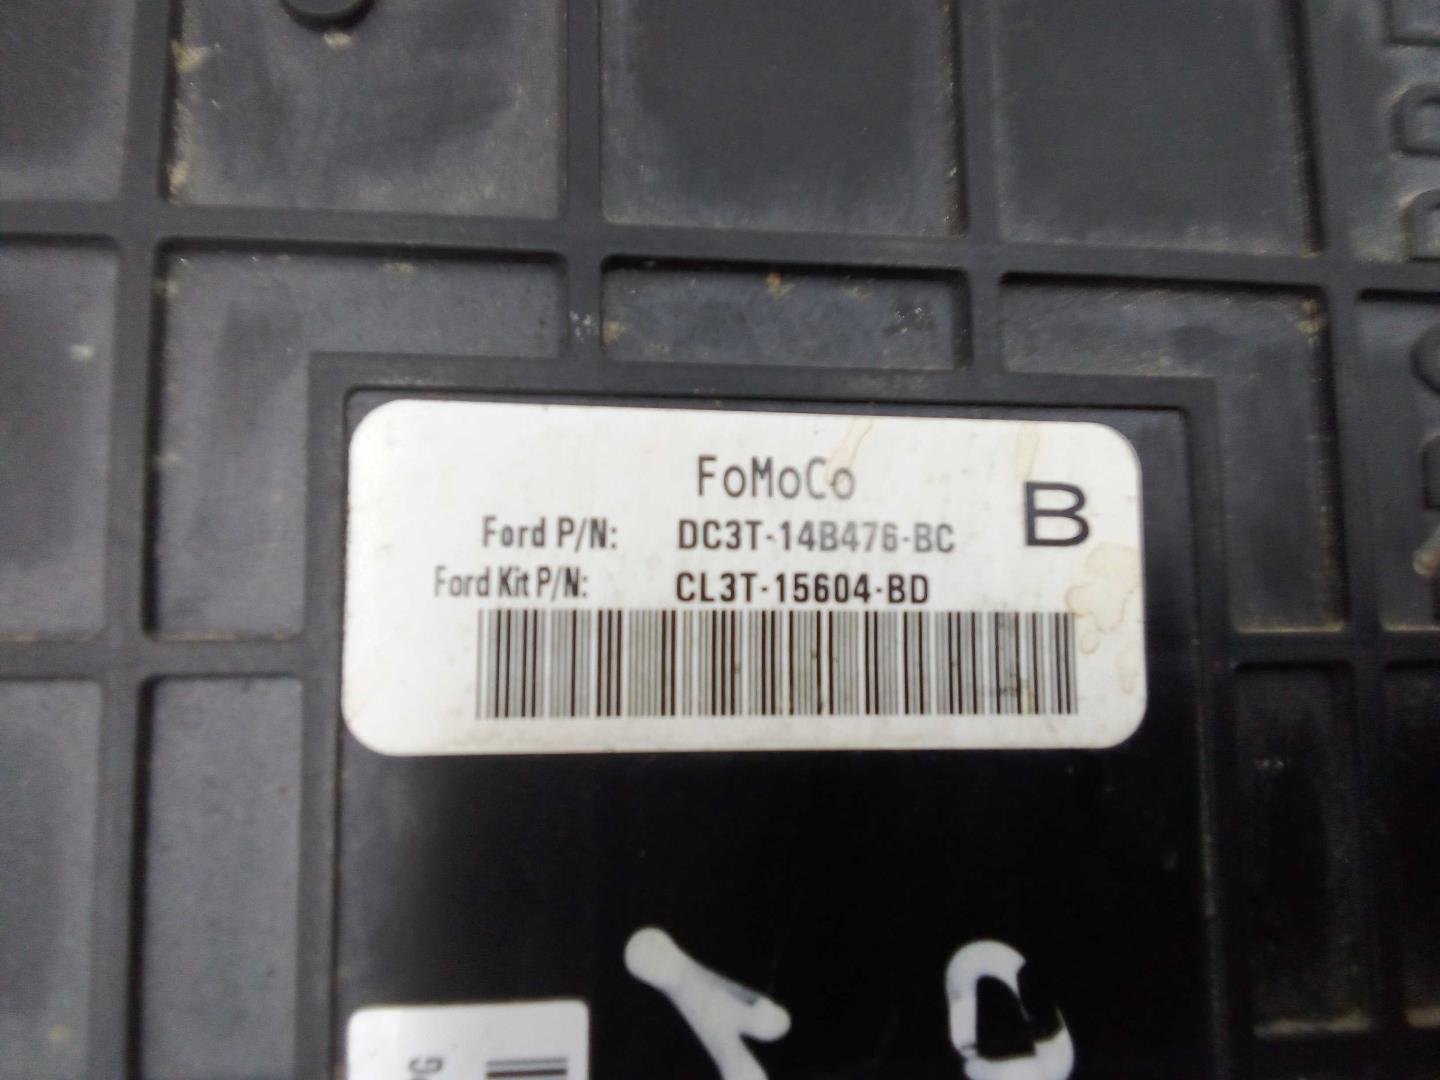 FoMoCo
B
Ford P/N: DC3T-14B476-BC
Ford Kit P/N: CL3T-15604-BD